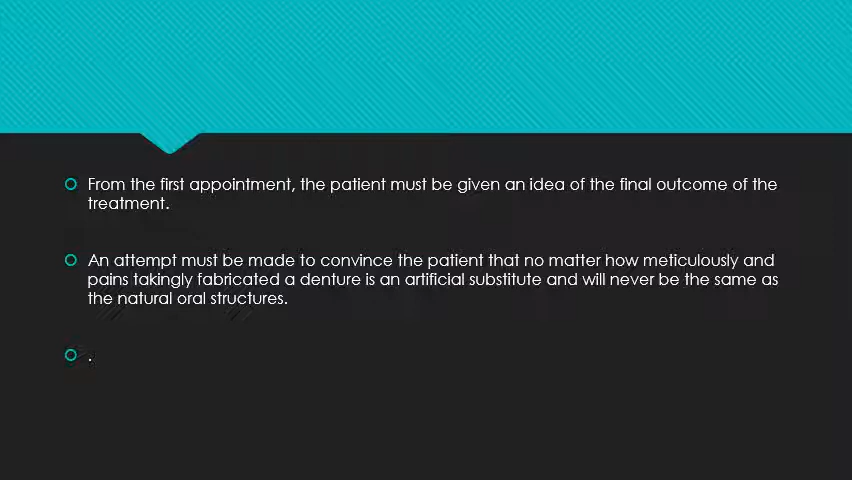 From the first appointment, the patient must be given an idea of the final outcome of the
treatment.
An attempt must be made to convince the patient that no matter how meticulously and
pains takingly fabricated a denture is an artificial substitute and will never be the same as
the natural oral structures.
.